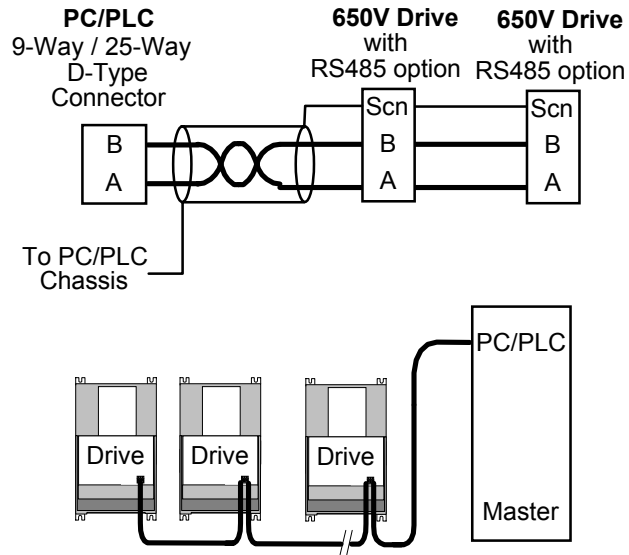 PC/PLC
9-Way / 25-Way
D-Type
Connector
650V Drive
with
RS485 option
650V Drive
with
RS485 option
B
A
Scn
B
A
Scn
B
A
To PC/PLC
Chassis
Drive
Drive
Drive
PC/PLC
Master